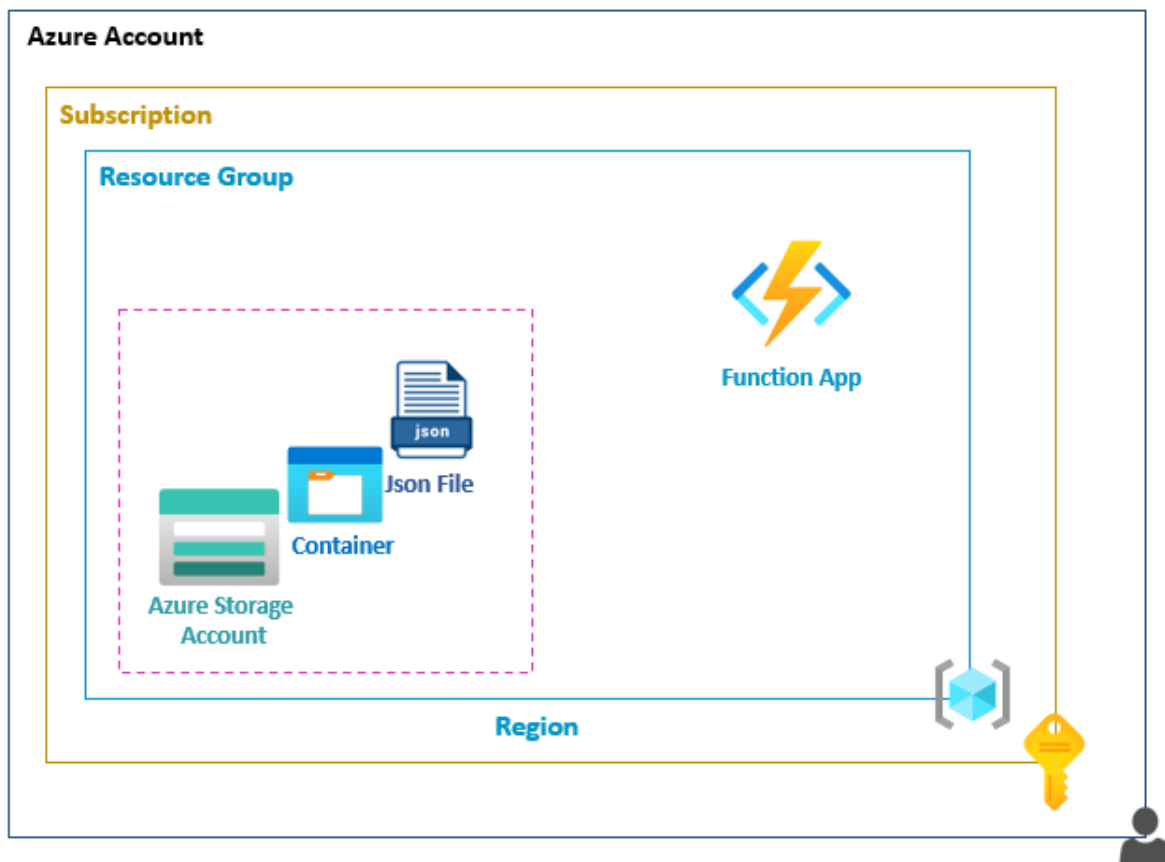 Azure Account
Subscription
Resource Group
Function App
json
Json File
Container
Azure Storage
Account
Region